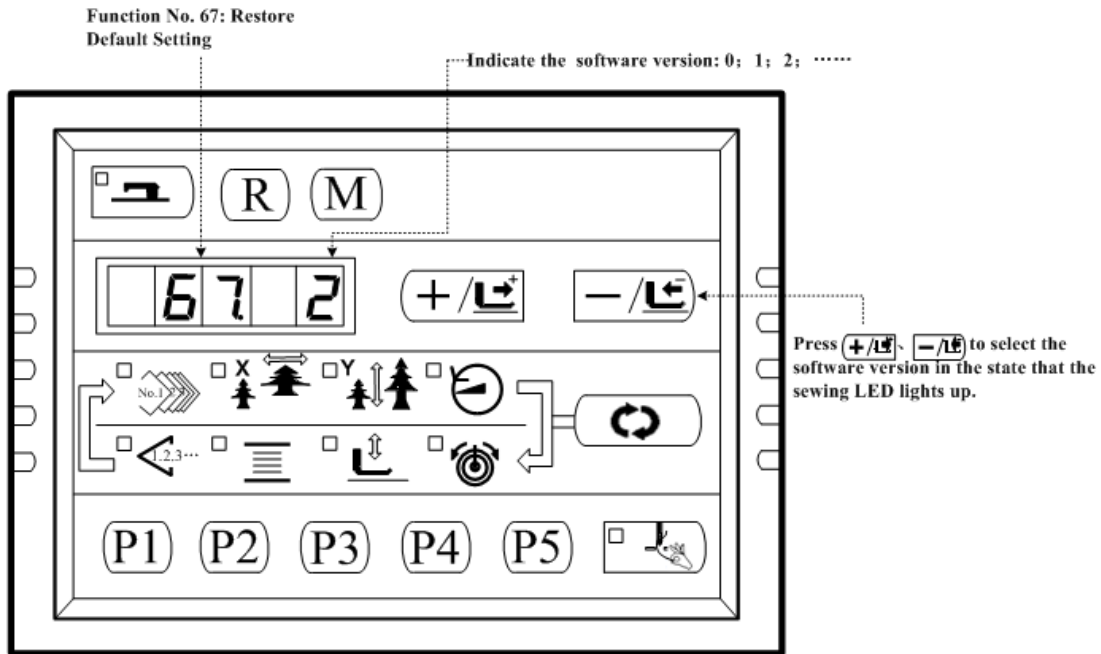 Function No. 67: Restore
Default Setting
Indicate the software version: 0; 1; 2; ······
R M
67. 2
+/ + —/ −
X Y
No.1 2 3
1.2.3···
Press +/ 、 —/ to select the
software version in the state that the
sewing LED lights up.
P1 P2 P3 P4 P5